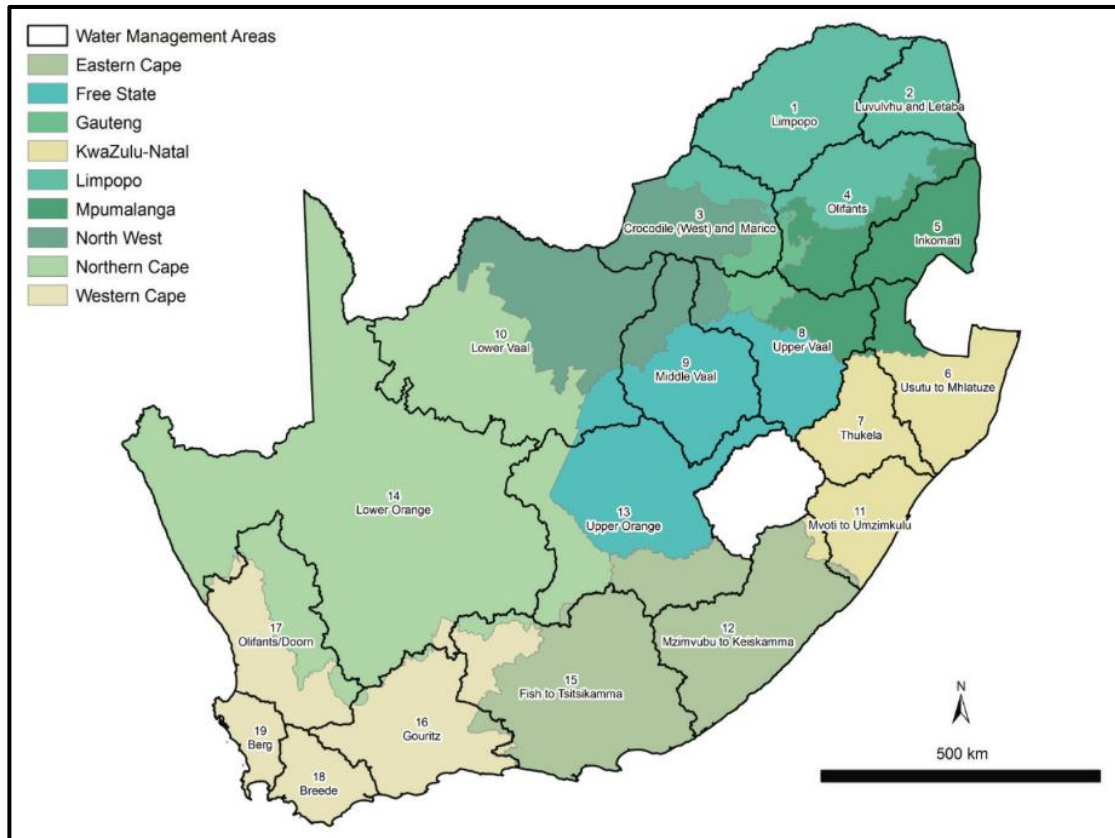 Water Management Areas
Eastern Cape
Free State
Gauteng
KwaZulu-Natal
Limpopo
Mpumalanga
North West
Northern Cape
Western Cape
1
Limpopo
2
Luvulvhu and Letaba
3
Crocodile (West) and Marico
4
Olifants
5
Inkomati
10
Lower Vaal
9
Middle Vaal
8
Upper Vaal
6
Usutu to Mhlatuze
7
Thukela
14
Lower Orange
13
Upper Orange
11
Mvoti to Umzimkulu
17
Olifants/Doorn
12
Mzimvubu to Keiskamma
15
Fish to Tsitsikamma
16
Gouritz
19
Berg
18
Breede
N
500 km